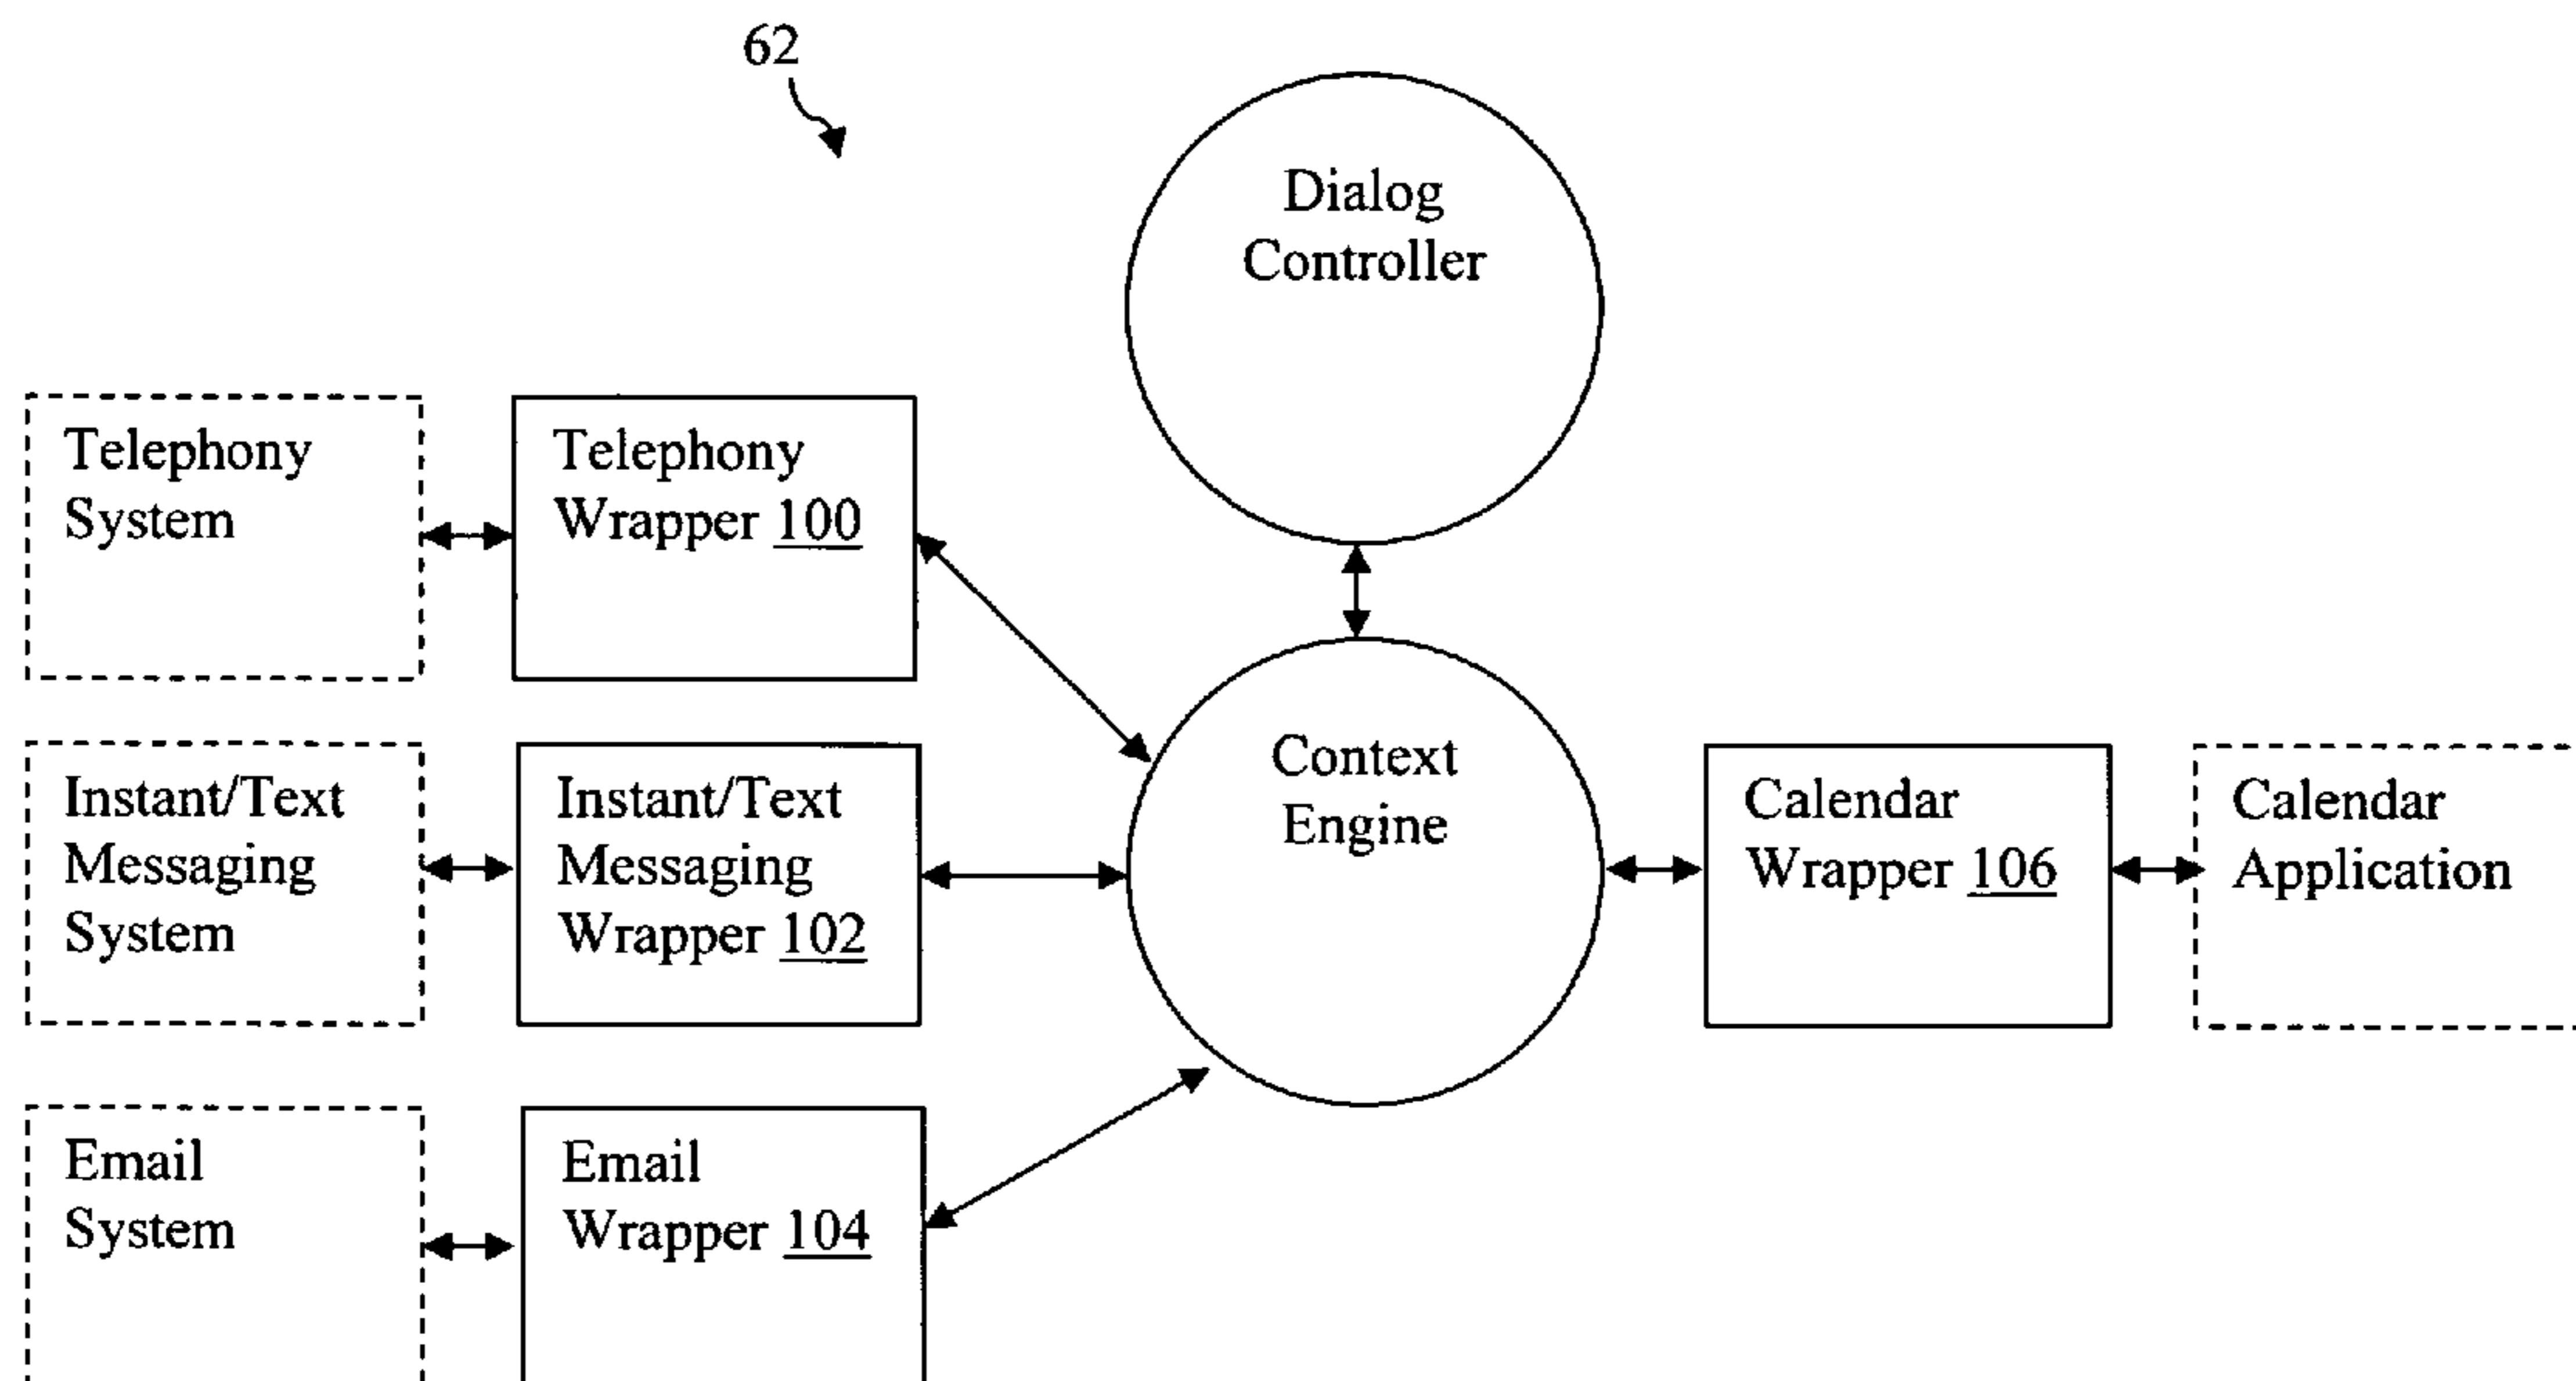 62
Dialog
Controller
Telephony
System
Telephony
Wrapper 100
Instant/Text
Messaging
System
Instant/Text
Messaging
Wrapper 102
Context
Engine
Calendar
Wrapper 106
Calendar
Application
Email
System
Email
Wrapper 104